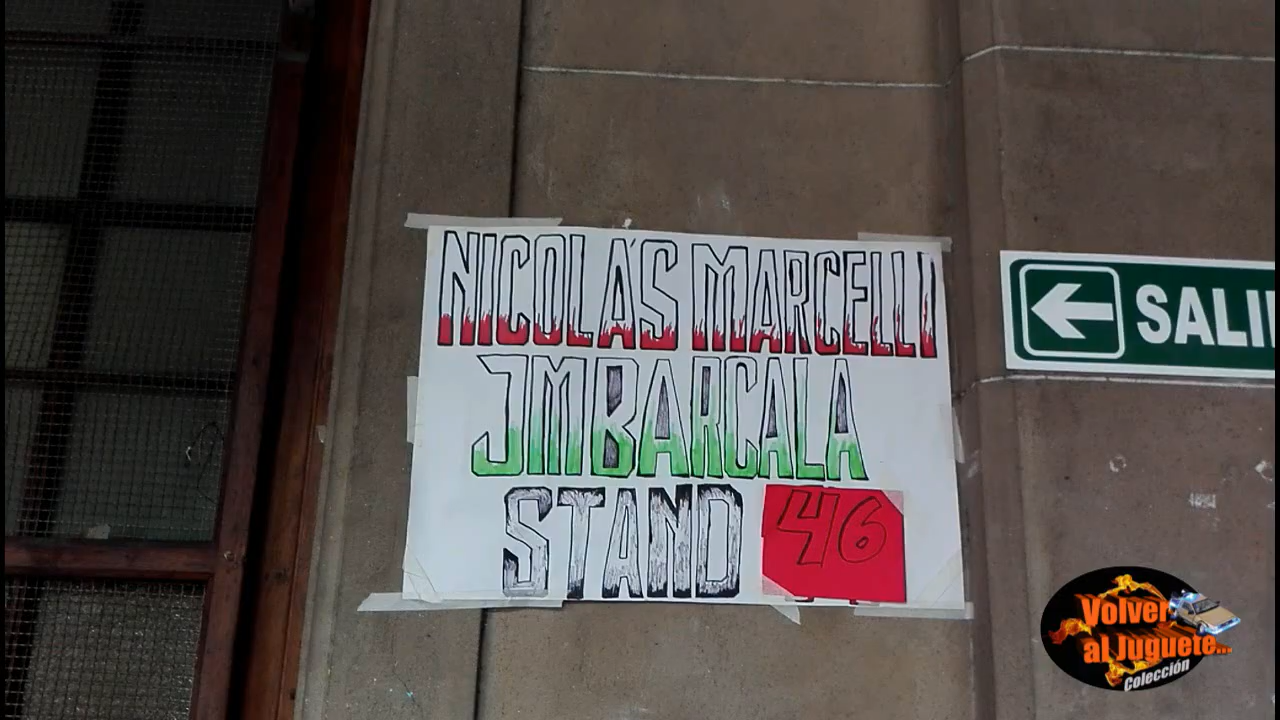 NICOLÁS MARCELLI
JMBARCALA
STAND 46
SALI
Volver
al Juguete...
Colección